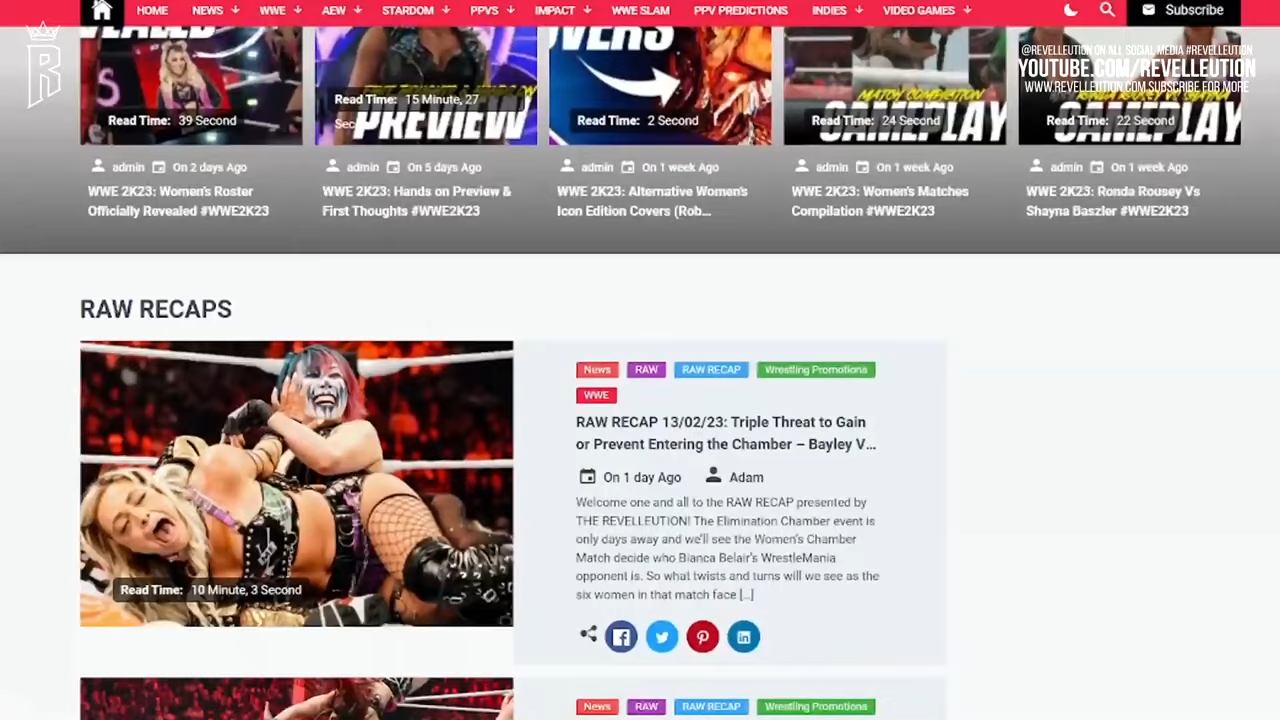 HOME NEWS WWE AEW STARDOM PPVS IMPACT WWE SLAM PPV PREDICTIONS INDIES VIDEO GAMES Subscribe
R
@REVELLEUTION ON ALL SOCIAL MEDIA #REVELLEUTION
YOUTUBE.COM/REVELLEUTION
WWW.REVELLEUTION.COM SUBSCRIBE FOR MORE
Read Time: 39 Second
Read Time: 15 Minute, 27
PREVIEW
OVERS
Read Time: 2 Second
MATCH COMPILATION
GAMEPLAY
Read Time: 24 Second
GAMEPLAY
Read Time: 22 Second
admin On 2 days Ago
WWE 2K23: Women's Roster
Officially Revealed #WWE2K23
admin On 5 days Ago
WWE 2K23: Hands on Preview &
First Thoughts #WWE2K23
admin On 1 week Ago
WWE 2K23: Alternative Women's
Icon Edition Covers (Rob...
admin On 1 week Ago
WWE 2K23: Women's Matches
Compilation #WWE2K23
admin On 1 week Ago
WWE 2K23: Ronda Rousey Vs
Shayna Baszler #WWE2K23
RAW RECAPS
Read Time: 10 Minute, 3 Second
News RAW RAW RECAP Wrestling Promotions
WWE
RAW RECAP 13/02/23: Triple Threat to Gain
or Prevent Entering the Chamber – Bayley V...
On 1 day Ago Adam
Welcome one and all to the RAW RECAP presented by
THE REVELLEUTION! The Elimination Chamber event is
only days away and we'll see the Women's Chamber
Match decide who Bianca Belair's WrestleMania
opponent is. So what twists and turns will we see as the
six women in that match face [...]
News RAW RAW RECAP Wrestling Promotions